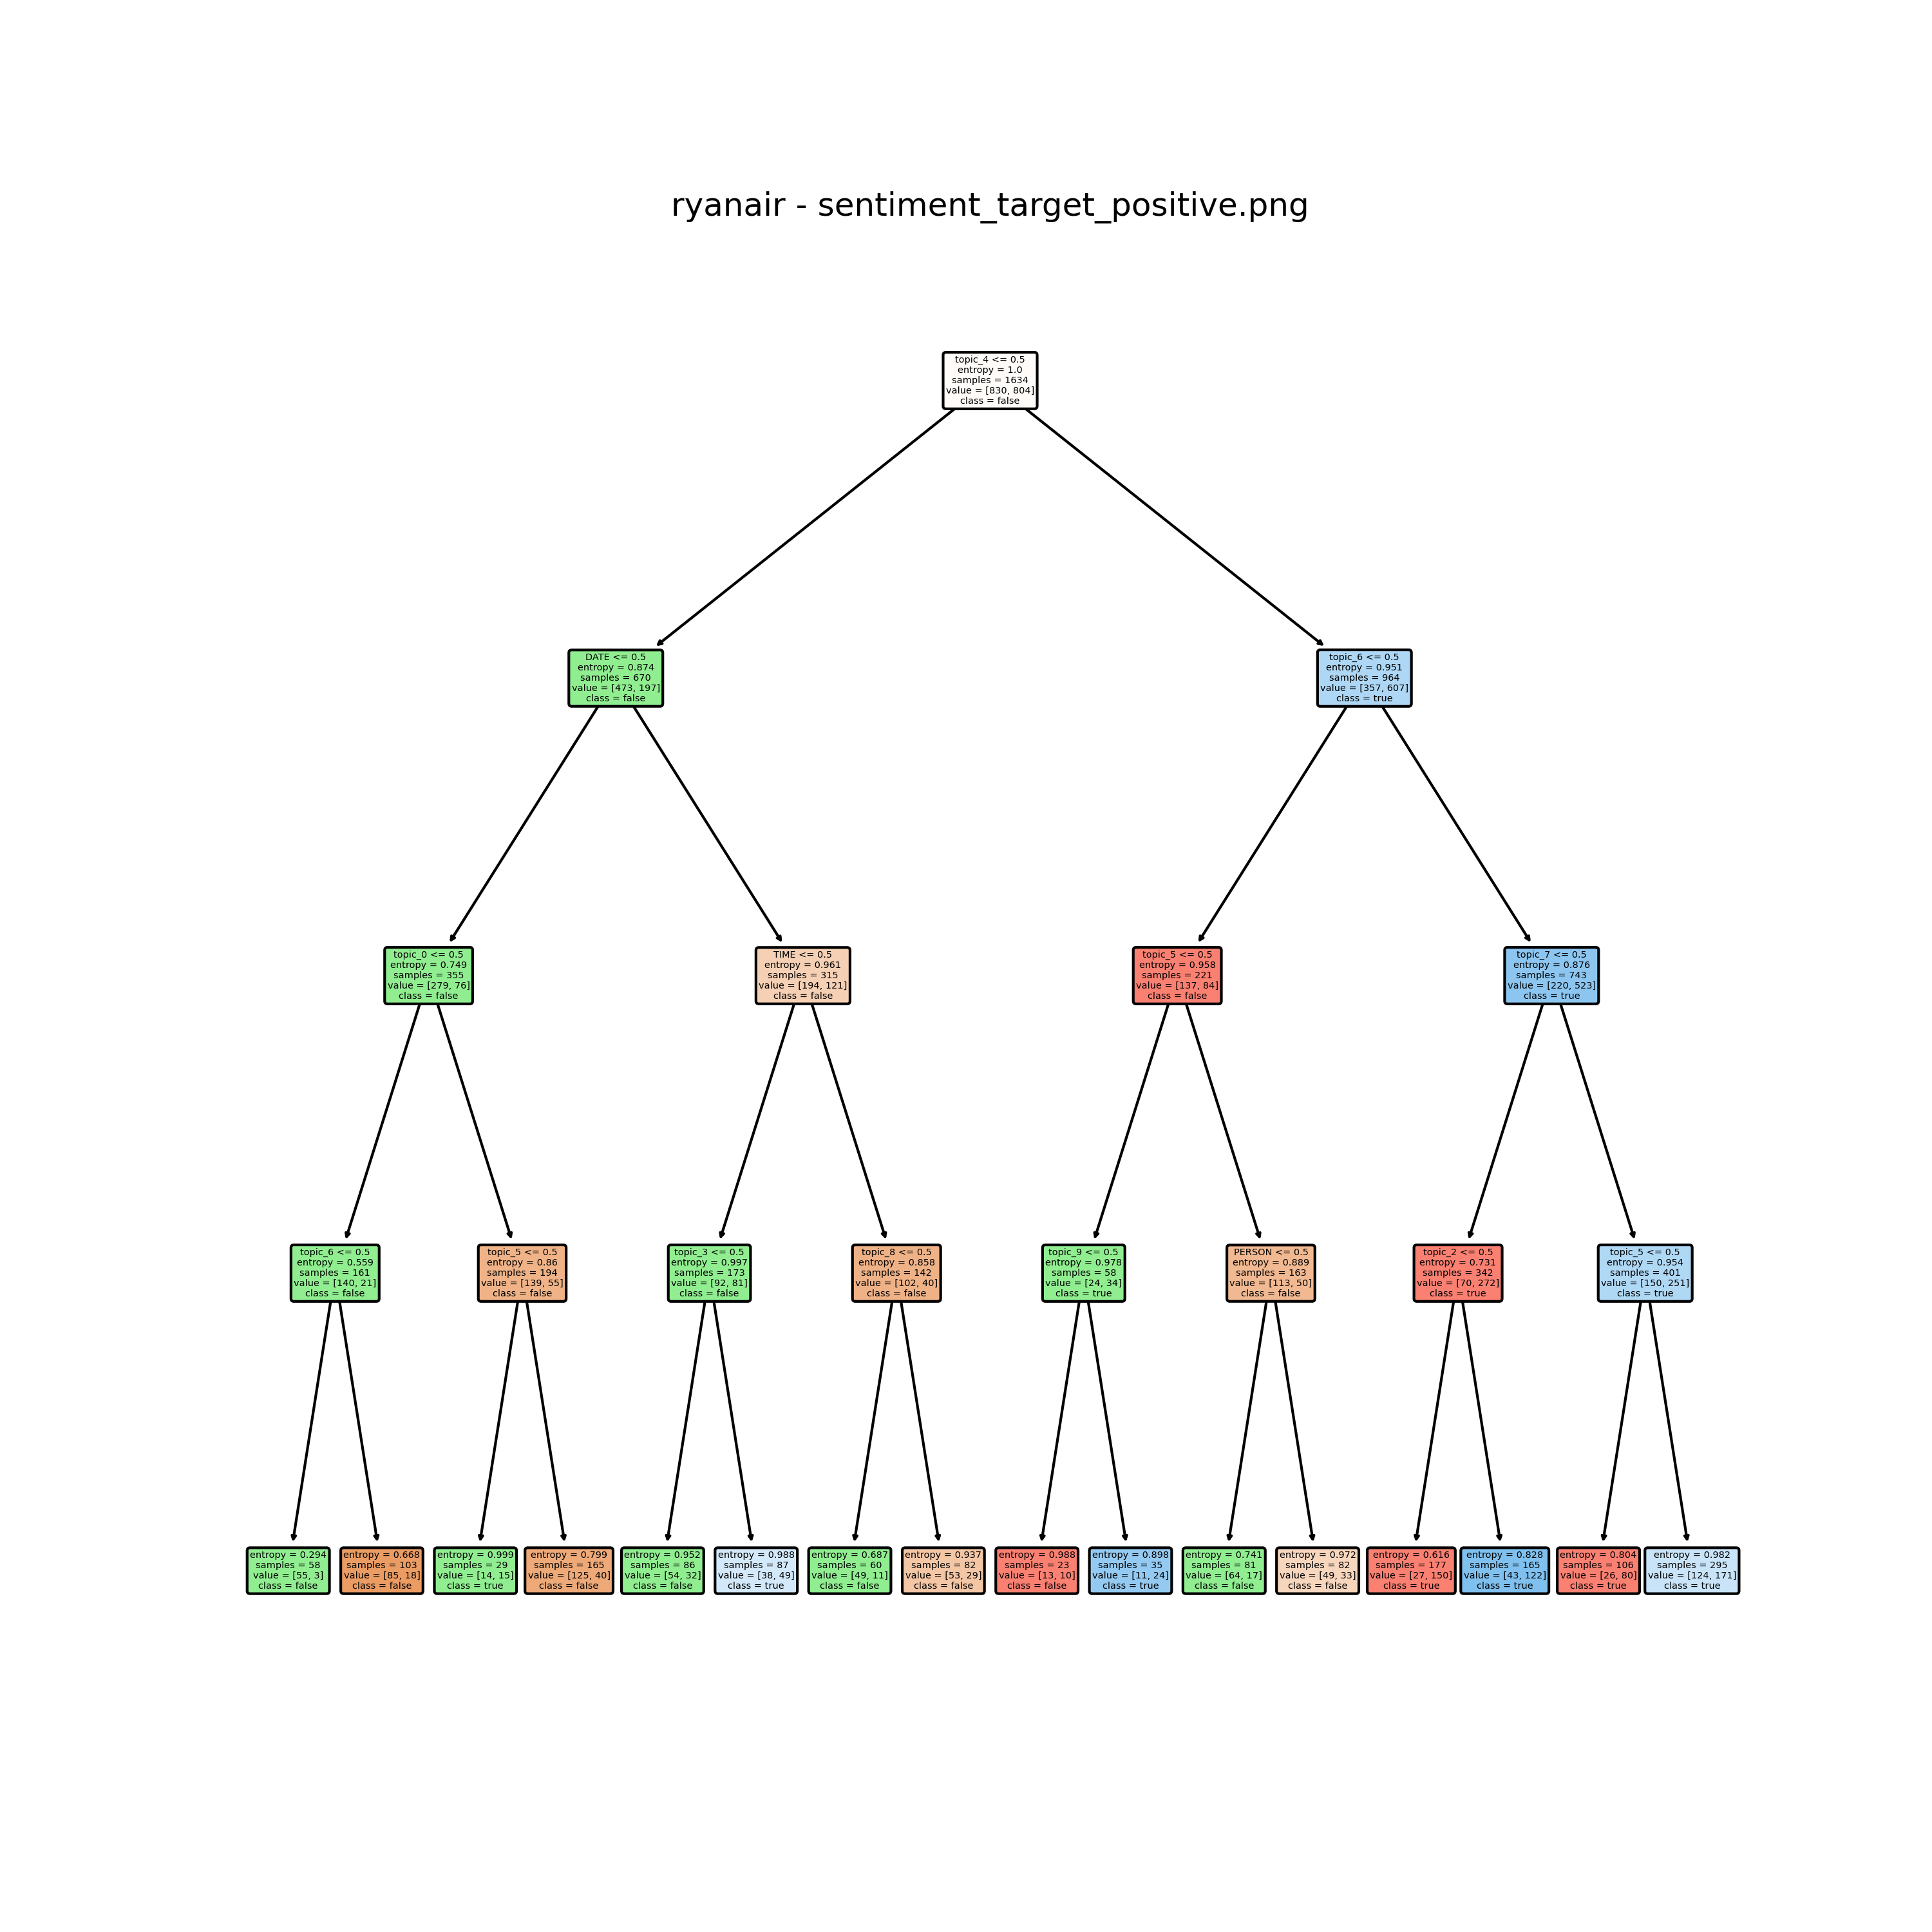 ryanair - sentiment_target_positive.png
topic_4 <= 0.5
entropy = 1.0
samples = 1634
value = [830, 804]
class = false
DATE <= 0.5
entropy = 0.874
samples = 670
value = [473, 197]
class = false
topic_6 <= 0.5
entropy = 0.951
samples = 964
value = [357, 607]
class = true
topic_0 <= 0.5
entropy = 0.749
samples = 355
value = [279, 76]
class = false
TIME <= 0.5
entropy = 0.961
samples = 315
value = [194, 121]
class = false
topic_5 <= 0.5
entropy = 0.958
samples = 221
value = [137, 84]
class = false
topic_7 <= 0.5
entropy = 0.876
samples = 743
value = [220, 523]
class = true
topic_6 <= 0.5
entropy = 0.559
samples = 161
value = [140, 21]
class = false
topic_5 <= 0.5
entropy = 0.86
samples = 194
value = [139, 55]
class = false
topic_3 <= 0.5
entropy = 0.997
samples = 173
value = [92, 81]
class = false
topic_8 <= 0.5
entropy = 0.858
samples = 142
value = [102, 40]
class = false
topic_9 <= 0.5
entropy = 0.978
samples = 58
value = [24, 34]
class = true
PERSON <= 0.5
entropy = 0.889
samples = 163
value = [113, 50]
class = false
topic_2 <= 0.5
entropy = 0.731
samples = 342
value = [70, 272]
class = true
topic_5 <= 0.5
entropy = 0.954
samples = 401
value = [150, 251]
class = true
entropy = 0.294
samples = 58
value = [55, 3]
class = false
entropy = 0.668
samples = 103
value = [85, 18]
class = false
entropy = 0.999
samples = 29
value = [14, 15]
class = true
entropy = 0.799
samples = 165
value = [125, 40]
class = false
entropy = 0.952
samples = 86
value = [54, 32]
class = false
entropy = 0.988
samples = 87
value = [38, 49]
class = true
entropy = 0.687
samples = 60
value = [49, 11]
class = false
entropy = 0.937
samples = 82
value = [53, 29]
class = false
entropy = 0.988
samples = 23
value = [13, 10]
class = false
entropy = 0.898
samples = 35
value = [11, 24]
class = true
entropy = 0.741
samples = 81
value = [64, 17]
class = false
entropy = 0.972
samples = 82
value = [49, 33]
class = false
entropy = 0.616
samples = 177
value = [27, 150]
class = true
entropy = 0.828
samples = 165
value = [43, 122]
class = true
entropy = 0.804
samples = 106
value = [26, 80]
class = true
entropy = 0.982
samples = 295
value = [124, 171]
class = true